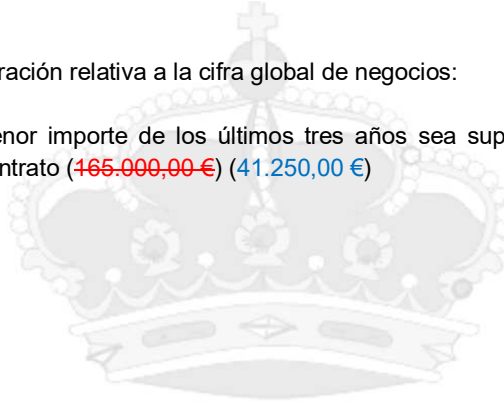 ración relativa a la cifra global de negocios:
enor importe de los últimos tres años sea sup
ntrato (165.000,00 €) (41.250,00 €)